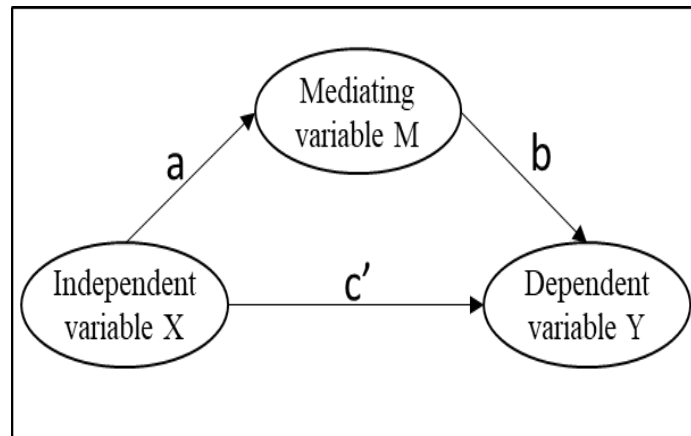 Mediating
variable M
a
b
c′
Independent
variable X
Dependent
variable Y